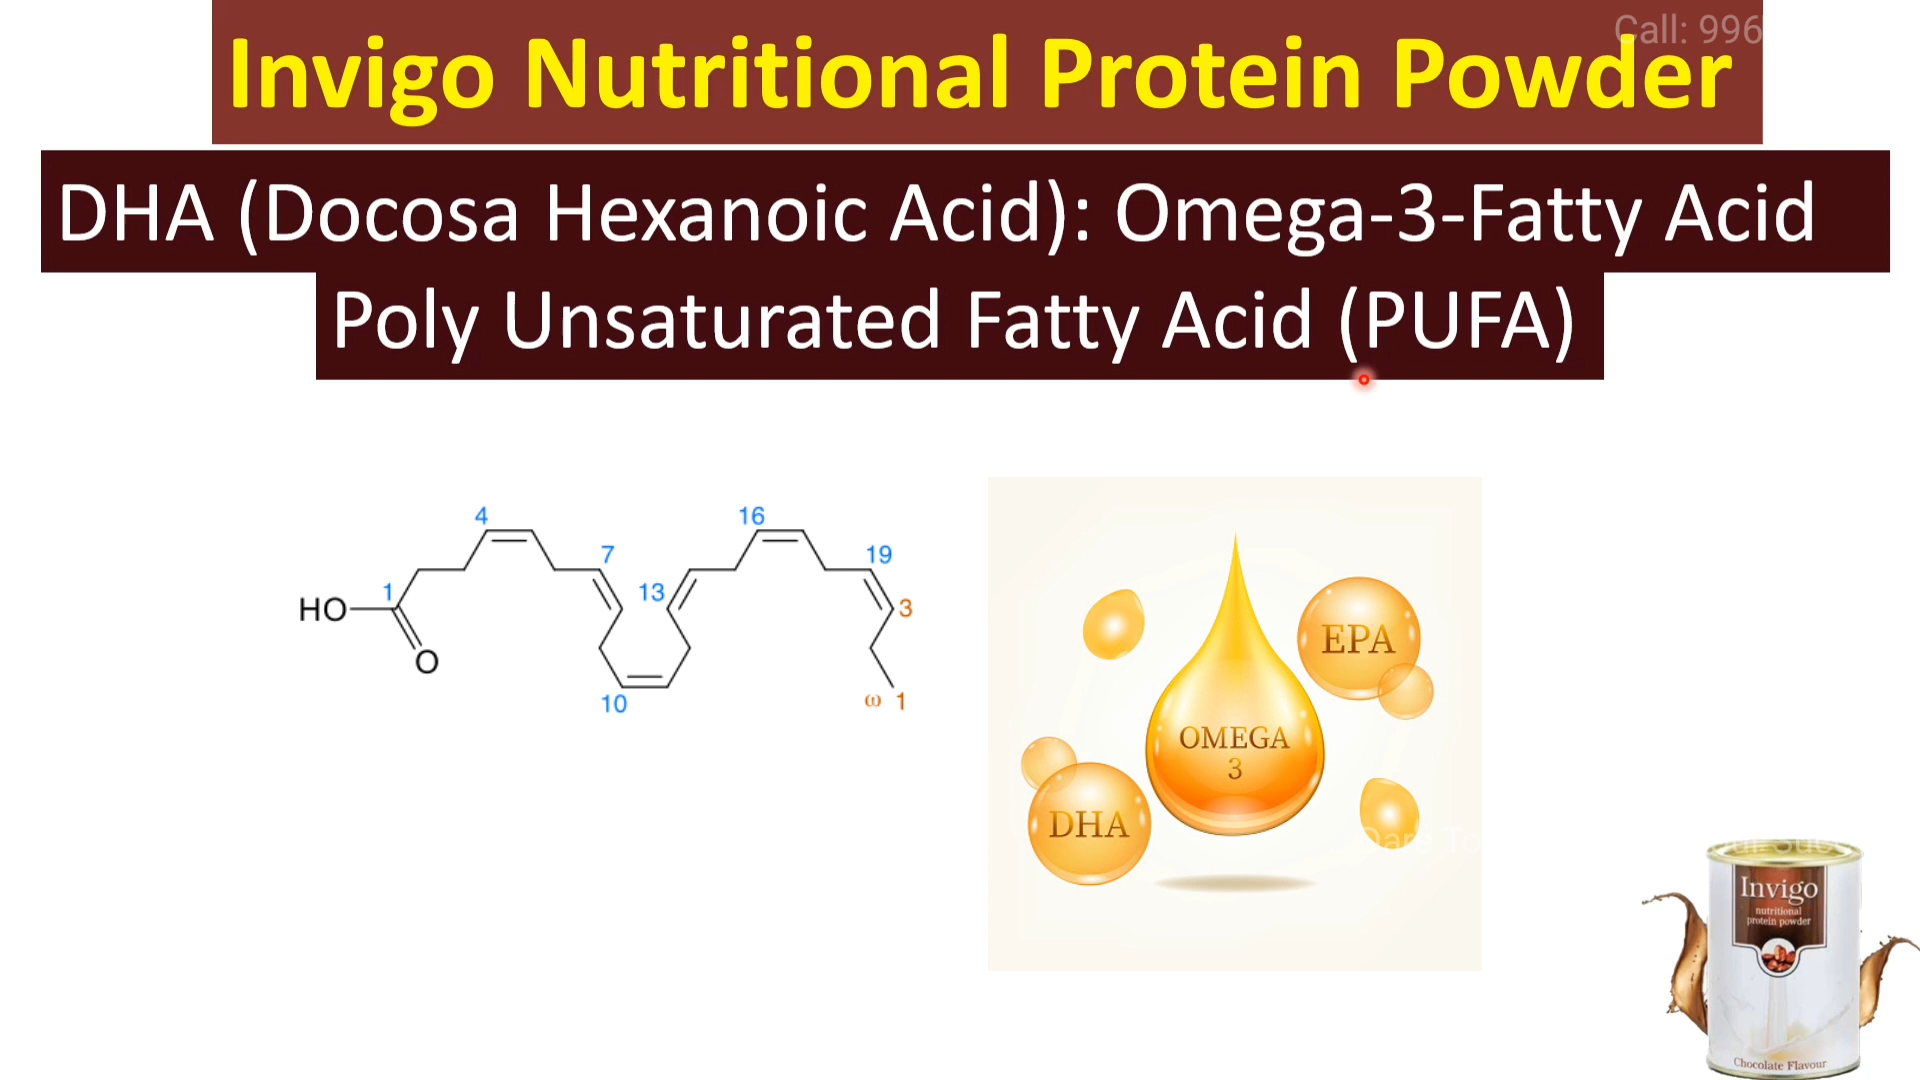 Call: 996
Invigo Nutritional Protein Powder
DHA (Docosa Hexanoic Acid): Omega-3-Fatty Acid
Poly Unsaturated Fatty Acid (PUFA)
4
16
7
19
1
13
HO
3
O
10
ω 1
EPA
OMEGA
3
DHA
Dare To
Invigo
nutritional
protein powder
Chocolate Flavour